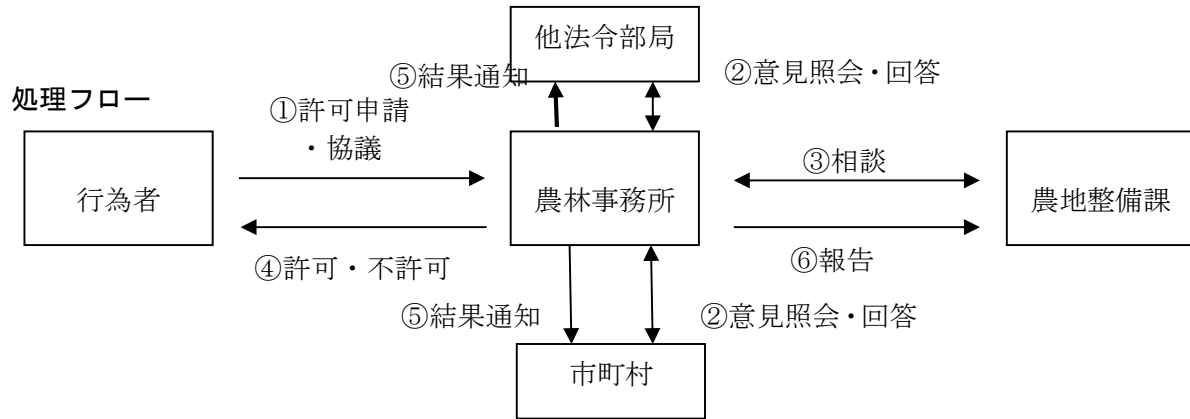 他法令部局
⑤結果通知
②意見照会・回答
処理フロー
①許可申請
・協議
③相談
行為者
農林事務所
農地整備課
④許可・不許可
⑥報告
⑤結果通知
②意見照会・回答
市町村